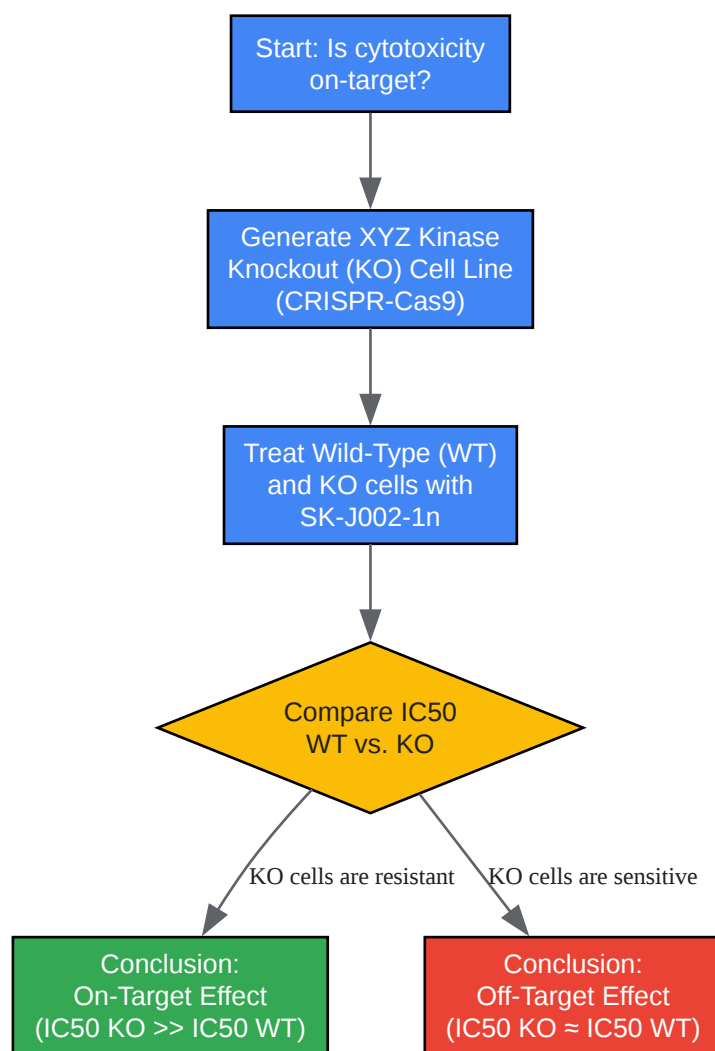 Start: Is cytotoxicity
on-target?
Generate XYZ Kinase
Knockout (KO) Cell Line
(CRISPR-Cas9)
Treat Wild-Type (WT)
and KO cells with
SK-J002-1n
Compare IC50
WT vs. KO
KO cells are resistant
KO cells are sensitive
Conclusion:
On-Target Effect
(IC50 KO >> IC50 WT)
Conclusion:
Off-Target Effect
(IC50 KO ≈ IC50 WT)